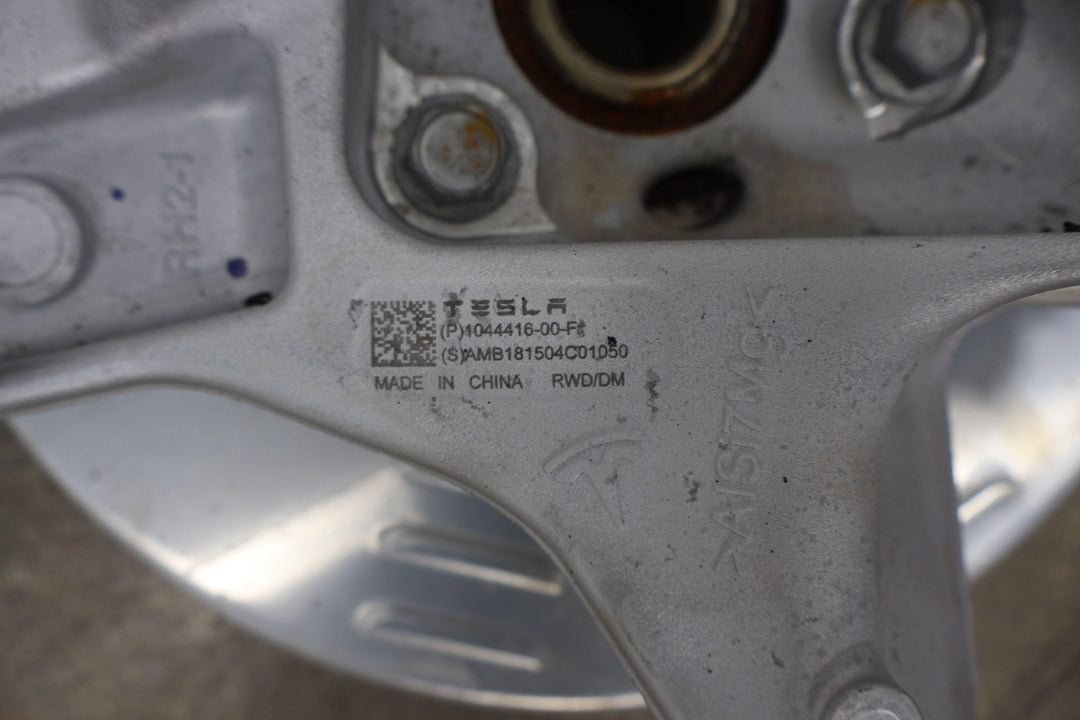 TESLA
(P)1044416-00-F
(S)AMB181504C01050
MADE IN CHINA RWD/DM
RH2-1
>AlSi7Mg<